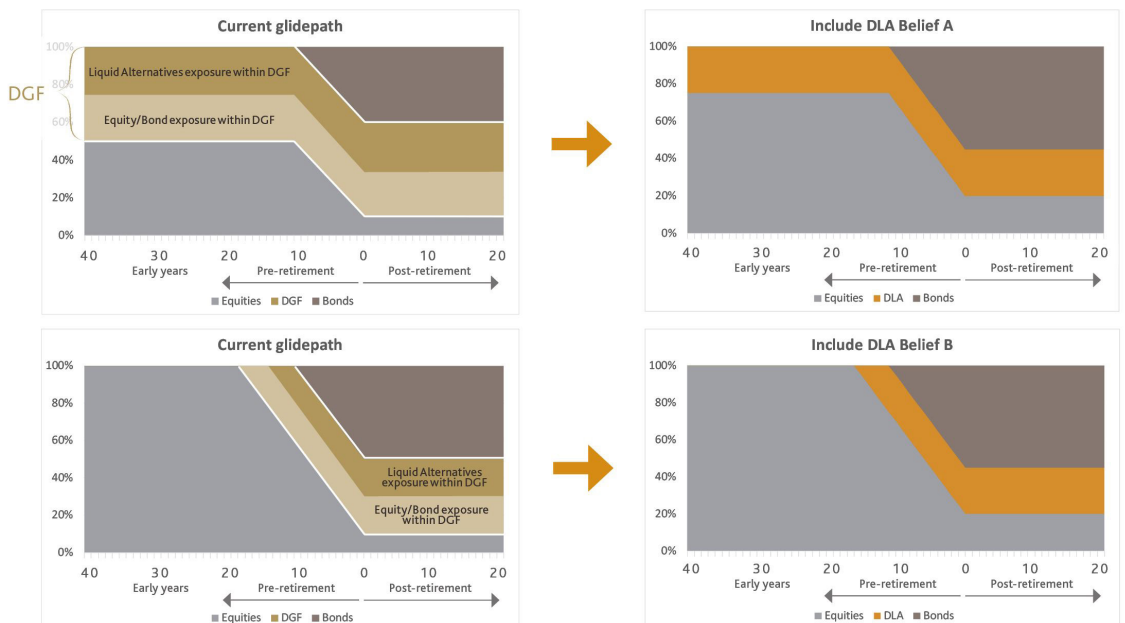 Current glidepath
100%
Liquid Alternatives exposure within DGF
80%
DGF
Equity/Bond exposure within DGF
60%
40%
20%
0%
40 30 20 10 0 10 20
Early years Pre-retirement Post-retirement
Equities DGF Bonds
Include DLA Belief A
100%
80%
60%
40%
20%
0%
40 30 20 10 0 10 20
Early years Pre-retirement Post-retirement
Equities DLA Bonds
Current glidepath
100%
80%
60%
40%
Liquid Alternatives
exposure within DGF
20%
Equity/Bond exposure
within DGF
0%
40 30 20 10 0 10 20
Early years Pre-retirement Post-retirement
Equities DGF Bonds
Include DLA Belief B
100%
80%
60%
40%
20%
0%
40 30 20 10 0 10 20
Early years Pre-retirement Post-retirement
Equities DLA Bonds